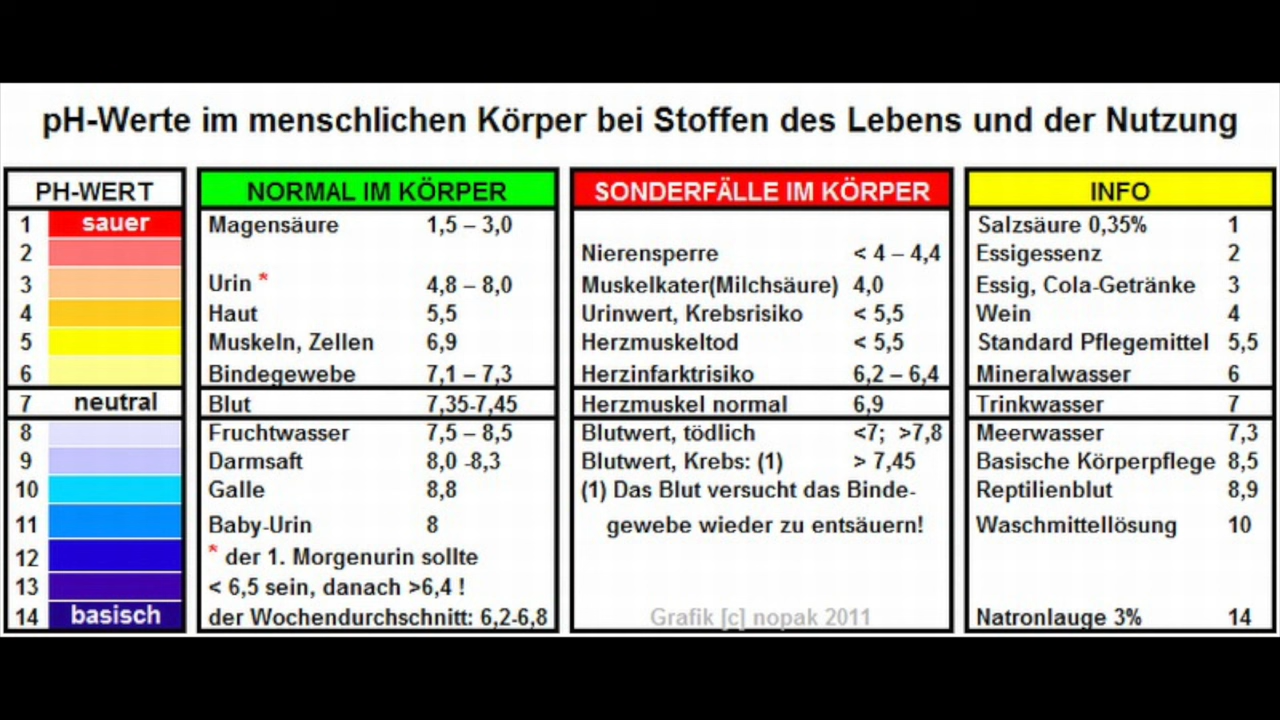 pH-Werte im menschlichen Körper bei Stoffen des Lebens und der Nutzung
PH-WERT NORMAL IM KÖRPER SONDERFÄLLE IM KÖRPER INFO
1 sauer Magensäure 1,5 – 3,0 Salzsäure 0,35% 1
2 Nierensperre < 4 – 4,4 Essigessenz 2
3 Urin * 4,8 – 8,0 Muskelkater(Milchsäure) 4,0 Essig, Cola-Getränke 3
4 Haut 5,5 Urinwert, Krebsrisiko < 5,5 Wein 4
5 Muskeln, Zellen 6,9 Herzmuskeltod < 5,5 Standard Pflegemittel 5,5
6 Bindegewebe 7,1 – 7,3 Herzinfarktrisiko 6,2 – 6,4 Mineralwasser 6
7 neutral Blut 7,35-7,45 Herzmuskel normal 6,9 Trinkwasser 7
8 Fruchtwasser 7,5 – 8,5 Blutwert, tödlich <7; >7,8 Meerwasser 7,3
9 Darmsaft 8,0 -8,3 Blutwert, Krebs: (1) > 7,45 Basische Körperpflege 8,5
10 Galle 8,8 (1) Das Blut versucht das Binde- Reptilienblut 8,9
11 Baby-Urin 8 gewebe wieder zu entsäuern! Waschmittellösung 10
12 * der 1. Morgenurin sollte
13 < 6,5 sein, danach >6,4 !
14 basisch der Wochendurchschnitt: 6,2-6,8 Grafik [c] nopak 2011 Natronlauge 3% 14